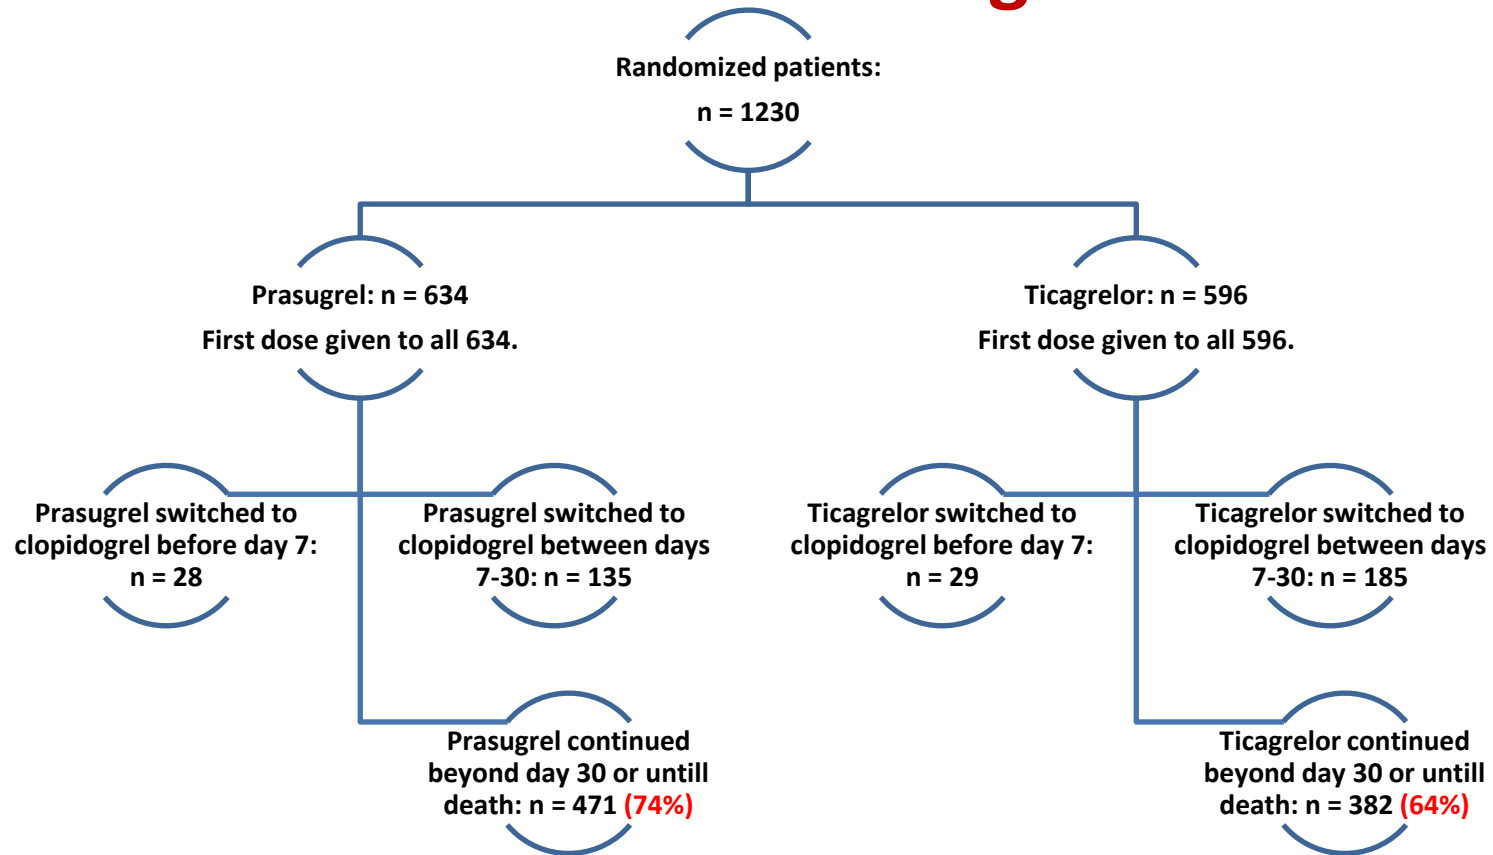 Randomized patients:
n = 1230
Prasugrel: n = 634
First dose given to all 634.
Ticagrelor: n = 596
First dose given to all 596.
Prasugrel switched to
clopidogrel before day 7:
n = 28
Prasugrel switched to
clopidogrel between days
7-30: n = 135
Ticagrelor switched to
clopidogrel before day 7:
n = 29
Ticagrelor switched to
clopidogrel between days
7-30: n = 185
Prasugrel continued
beyond day 30 or untill
death: n = 471 (74%)
Ticagrelor continued
beyond day 30 or untill
death: n = 382 (64%)